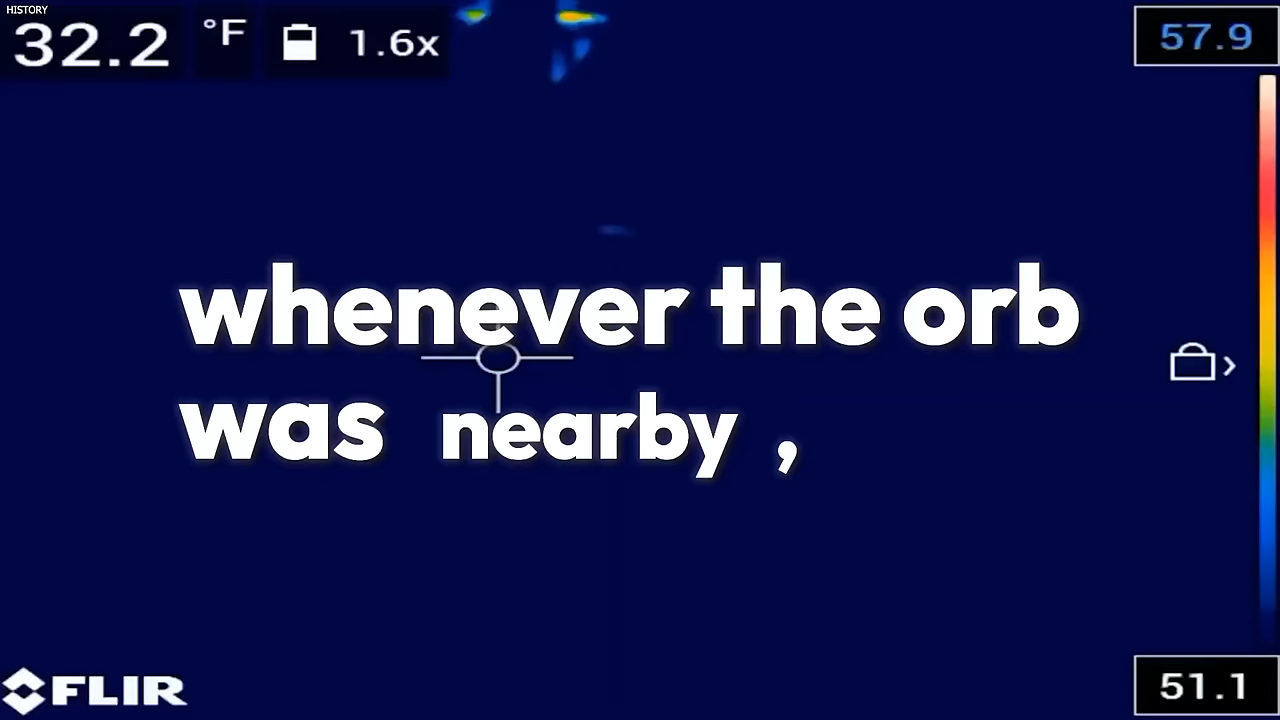 HISTORY
32.2 °F 1.6x
57.9
whenever the orb
was nearby ,
FLIR
51.1